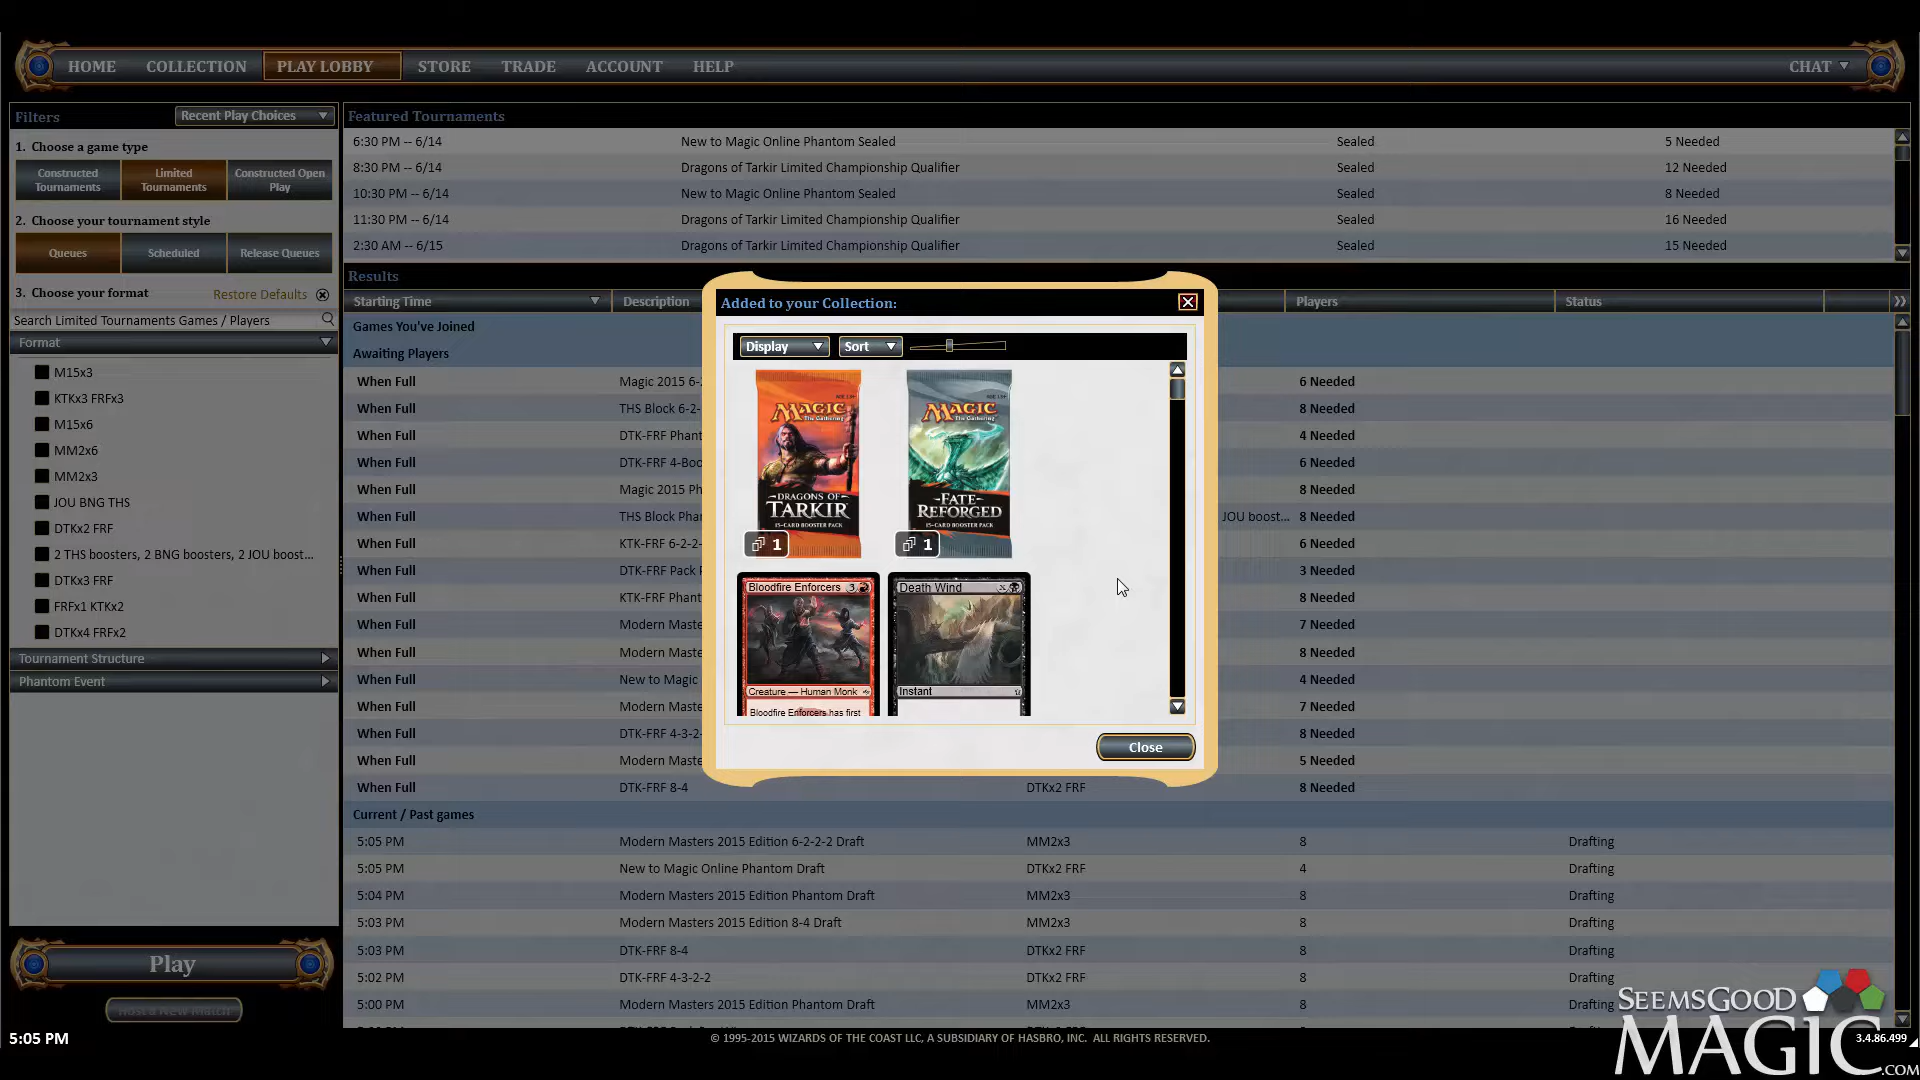 HOME COLLECTION PLAY LOBBY STORE TRADE ACCOUNT HELP CHAT
Filters Recent Play Choices
1. Choose a game type
Constructed Tournaments
Limited Tournaments
Constructed Open Play
2. Choose your tournament style
Queues Scheduled Release Queues
3. Choose your format Restore Defaults
Search Limited Tournaments Games / Players
Format
M15x3
KTKx3 FRFx3
M15x6
MM2x6
MM2x3
JOU BNG THS
DTKx2 FRF
2 THS boosters, 2 BNG boosters, 2 JOU boost...
DTKx3 FRF
FRFx1 KTKx2
DTKx4 FRFx2
Tournament Structure
Phantom Event
Play
Host a New Match
5:05 PM
Featured Tournaments
6:30 PM -- 6/14 New to Magic Online Phantom Sealed Sealed 5 Needed
8:30 PM -- 6/14 Dragons of Tarkir Limited Championship Qualifier Sealed 12 Needed
10:30 PM -- 6/14 New to Magic Online Phantom Sealed Sealed 8 Needed
11:30 PM -- 6/14 Dragons of Tarkir Limited Championship Qualifier Sealed 16 Needed
2:30 AM -- 6/15 Dragons of Tarkir Limited Championship Qualifier Sealed 15 Needed
Results
Starting Time Description Players Status
Games You've Joined
Awaiting Players
When Full Magic 2015 6-2 6 Needed
When Full THS Block 6-2- 8 Needed
When Full DTK-FRF Phant 4 Needed
When Full DTK-FRF 4-Boo 6 Needed
When Full Magic 2015 Ph 8 Needed
When Full THS Block Phan JOU boost... 8 Needed
When Full KTK-FRF 6-2-2- 6 Needed
When Full DTK-FRF Pack P 3 Needed
When Full KTK-FRF Phant 8 Needed
When Full Modern Maste 7 Needed
When Full Modern Maste 8 Needed
When Full New to Magic 4 Needed
When Full Modern Maste 7 Needed
When Full DTK-FRF 4-3-2- 8 Needed
When Full Modern Maste 5 Needed
When Full DTK-FRF 8-4 DTKx2 FRF 8 Needed
Current / Past games
5:05 PM Modern Masters 2015 Edition 6-2-2-2 Draft MM2x3 8 Drafting
5:05 PM New to Magic Online Phantom Draft DTKx2 FRF 4 Drafting
5:04 PM Modern Masters 2015 Edition Phantom Draft MM2x3 8 Drafting
5:03 PM Modern Masters 2015 Edition 8-4 Draft MM2x3 8 Drafting
5:03 PM DTK-FRF 8-4 DTKx2 FRF 8 Drafting
5:02 PM DTK-FRF 4-3-2-2 DTKx2 FRF 8 Drafting
5:00 PM Modern Masters 2015 Edition Phantom Draft MM2x3 8 Drafting
Added to your Collection:
Display Sort
MAGIC
The Gathering
DRAGONS OF
TARKIR
15-CARD BOOSTER PACK
1
MAGIC
The Gathering
FATE
REFORGED
15-CARD BOOSTER PACK
1
Bloodfire Enforcers 3
Creature — Human Monk
Bloodfire Enforcers has first
Death Wind X
Instant
Close
© 1995-2015 WIZARDS OF THE COAST LLC, A SUBSIDIARY OF HASBRO, INC. ALL RIGHTS RESERVED.
SEEMSGOOD
MAGIC
.COM
3.4.86.499